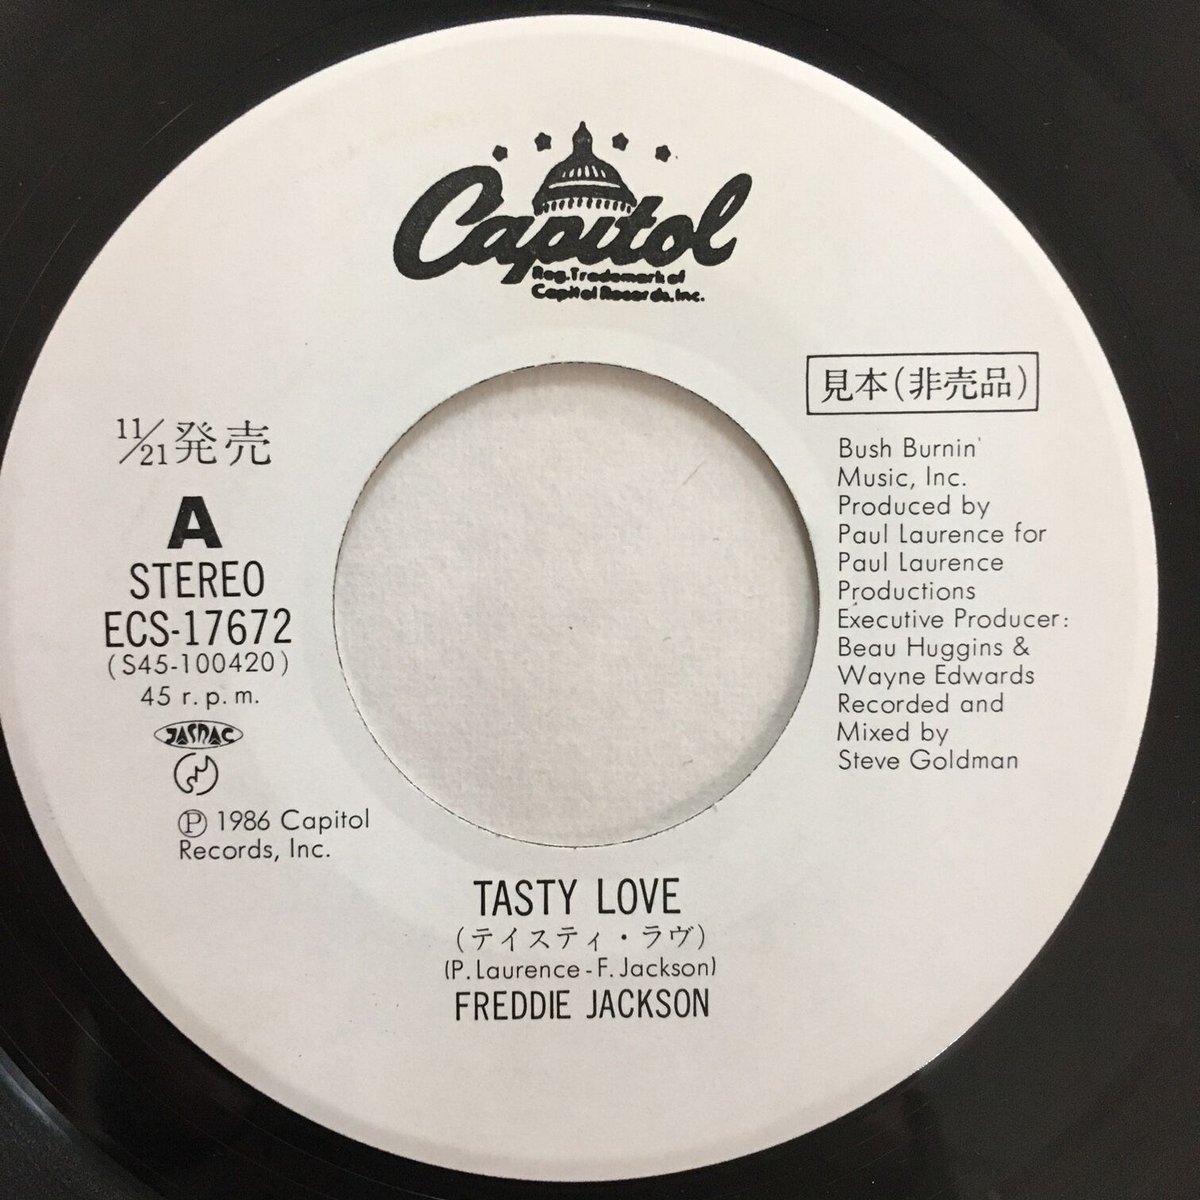 Capitol
Reg. Trademark of
Capitol Records, Inc.
見本(非売品)
11/21発売
A
STEREO
ECS-17672
(S45-100420)
45 r.p.m.
JASRAC
Ⓟ 1986 Capitol
Records, Inc.
Bush Burnin'
Music, Inc.
Produced by
Paul Laurence for
Paul Laurence
Productions
Executive Producer:
Beau Huggins &
Wayne Edwards
Recorded and
Mixed by
Steve Goldman
TASTY LOVE
(テイスティ・ラヴ)
(P. Laurence - F. Jackson)
FREDDIE JACKSON